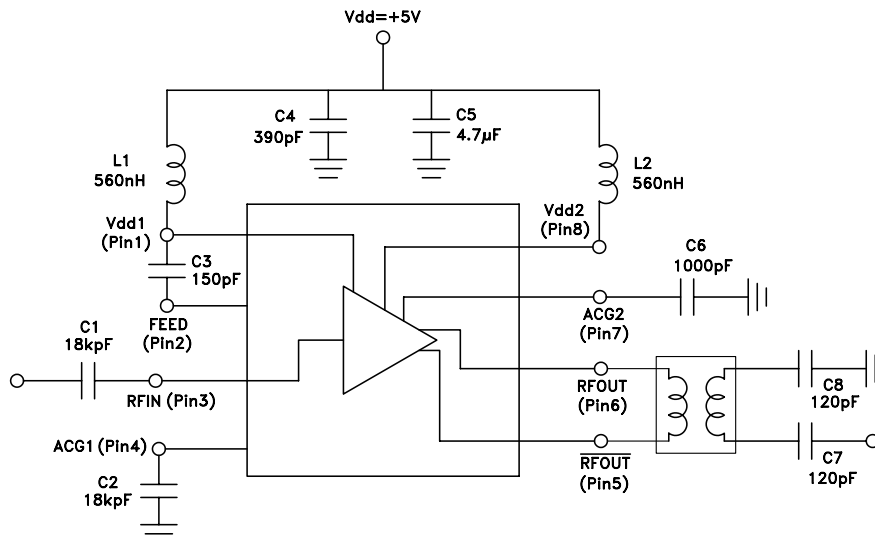 Vdd=+5V
C4
390pF
C5
4.7µF
L1
560nH
L2
560nH
Vdd1
(Pin1)
Vdd2
(Pin8)
C3
150pF
C6
1000pF
FEED
(Pin2)
ACG2
(Pin7)
C1
18kpF
RFIN (Pin3)
RFOUT
(Pin6)
C8
120pF
ACG1 (Pin4)
C2
18kpF
RFOUT
(Pin5)
C7
120pF